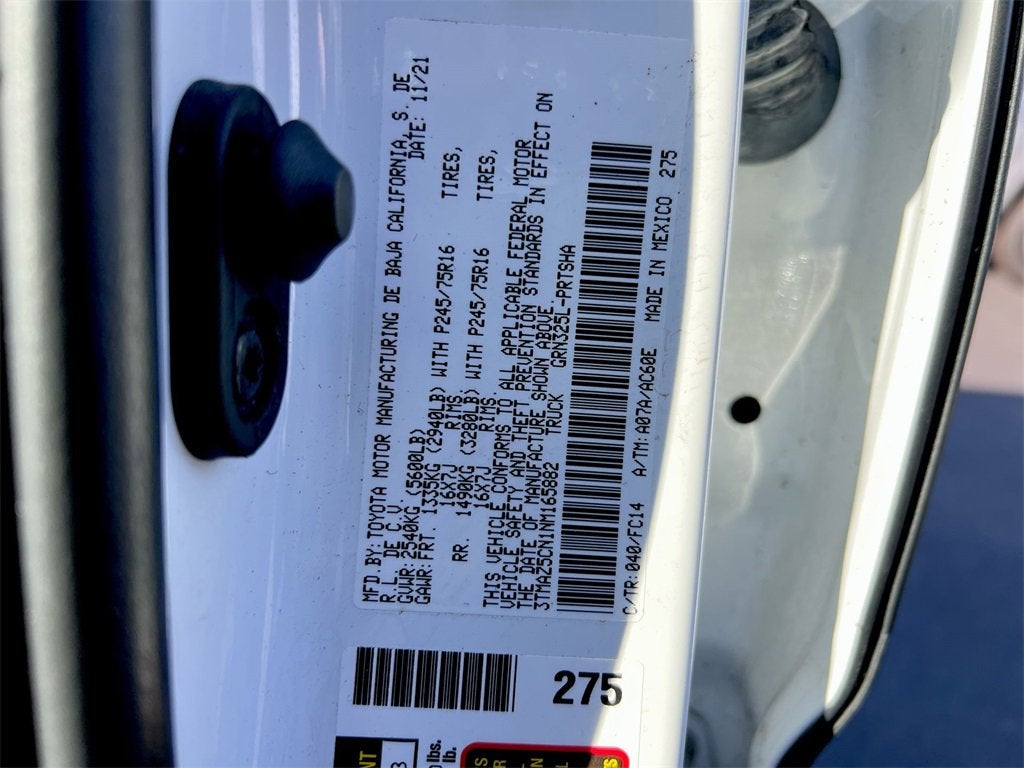 MFD.BY:TOYOTA MOTOR MANUFACTURING DE BAJA CALIFORNIA, S. DE
R.L. DE C.V. DATE: 11/21
GVWR:2540KG (5600LB)
GAWR:FRT. 1335KG (2940LB) WITH P245/75R16 TIRES,
16X7J RIMS
RR. 1490KG (3280LB) WITH P245/75R16 TIRES,
16X7J RIMS
THIS VEHICLE CONFORMS TO ALL APPLICABLE FEDERAL MOTOR
VEHICLE SAFETY AND THEFT PREVENTION STANDARDS IN EFFECT ON
THE DATE OF MANUFACTURE SHOWN ABOVE.
3TMAZ5CN1NM165882 TRUCK GRN325L-PRTSHA
C/TR:040/FC14 A/TM:A07A/AC60E MADE IN MEXICO 275
275
lbs.
lb.